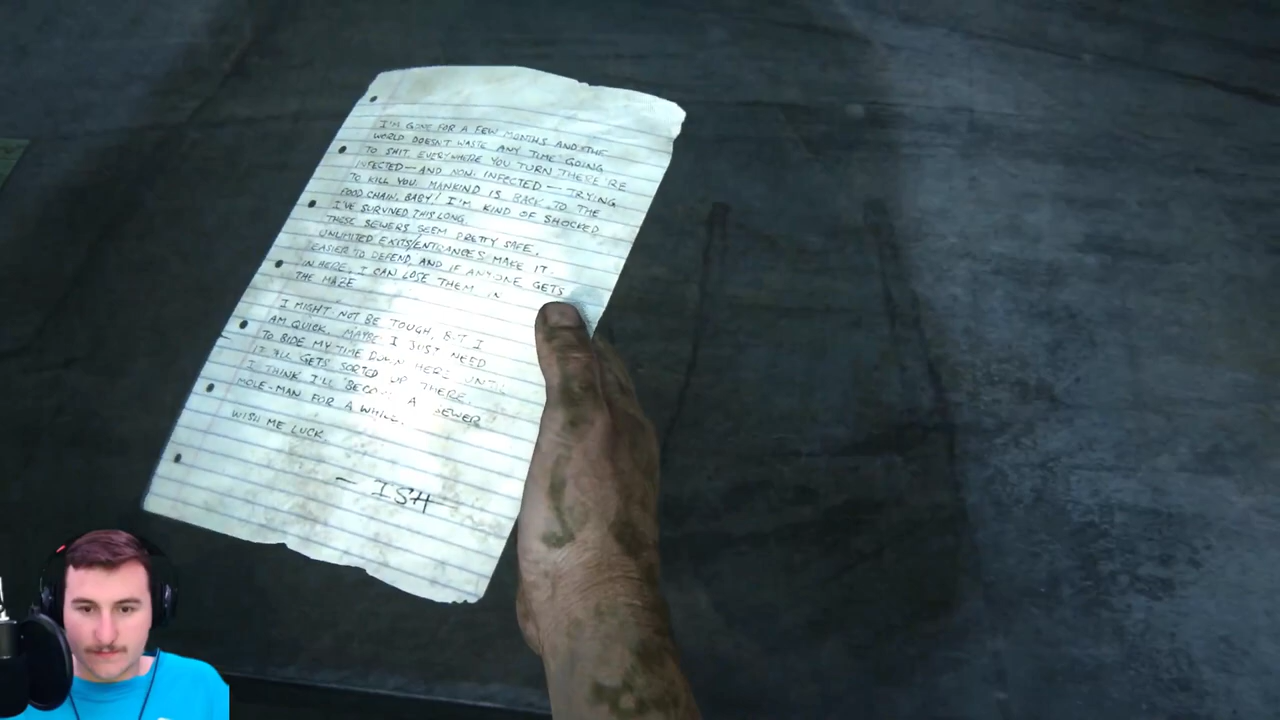 I'M GONE FOR A FEW MONTHS AND THE
WORLD DOESN'T WASTE ANY TIME GOING
TO SHIT. EVERYWHERE YOU TURN THERE'RE
INFECTED — AND NON-INFECTED — TRYING
TO KILL YOU. MANKIND IS BACK TO THE
FOOD CHAIN, BABY! I'M KIND OF SHOCKED
I'VE SURVIVED THIS LONG.
THESE SEWERS SEEM PRETTY SAFE.
UNLIMITED EXITS/ENTRANCES MAKE IT
EASIER TO DEFEND AND IF ANYONE GETS
IN HERE, I CAN LOSE THEM IN
THE MAZE
I MIGHT NOT BE TOUGH, BUT I
AM QUICK. MAYBE I JUST NEED
TO BIDE MY TIME DOWN HERE UNTIL
IT ALL GETS SORTED UP THERE.
I THINK I'LL BECOME A SEWER
MOLE-MAN FOR A WHILE.
WISH ME LUCK.
— ISH